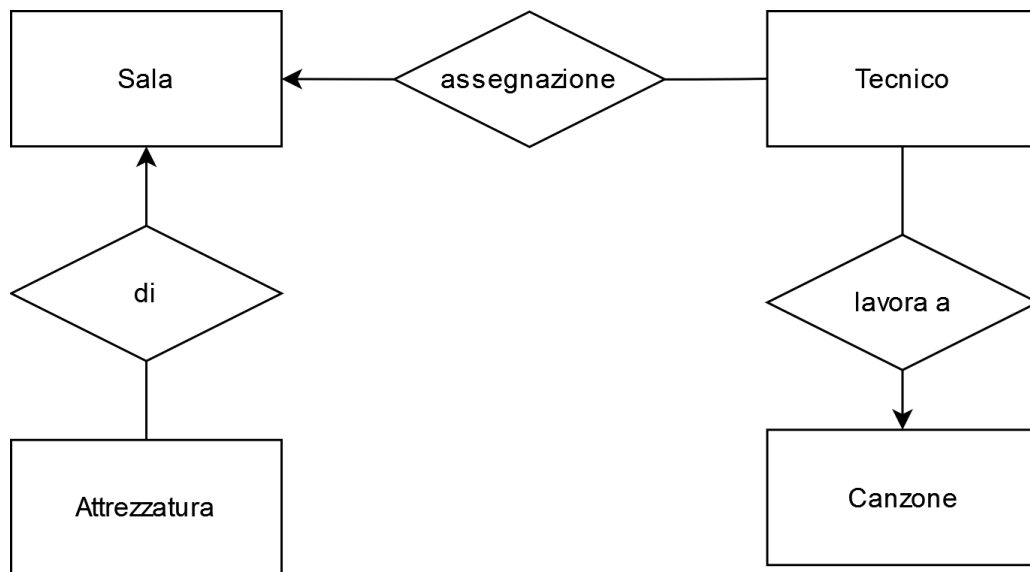 Sala
assegnazione
Tecnico
di
lavora a
Attrezzatura
Canzone